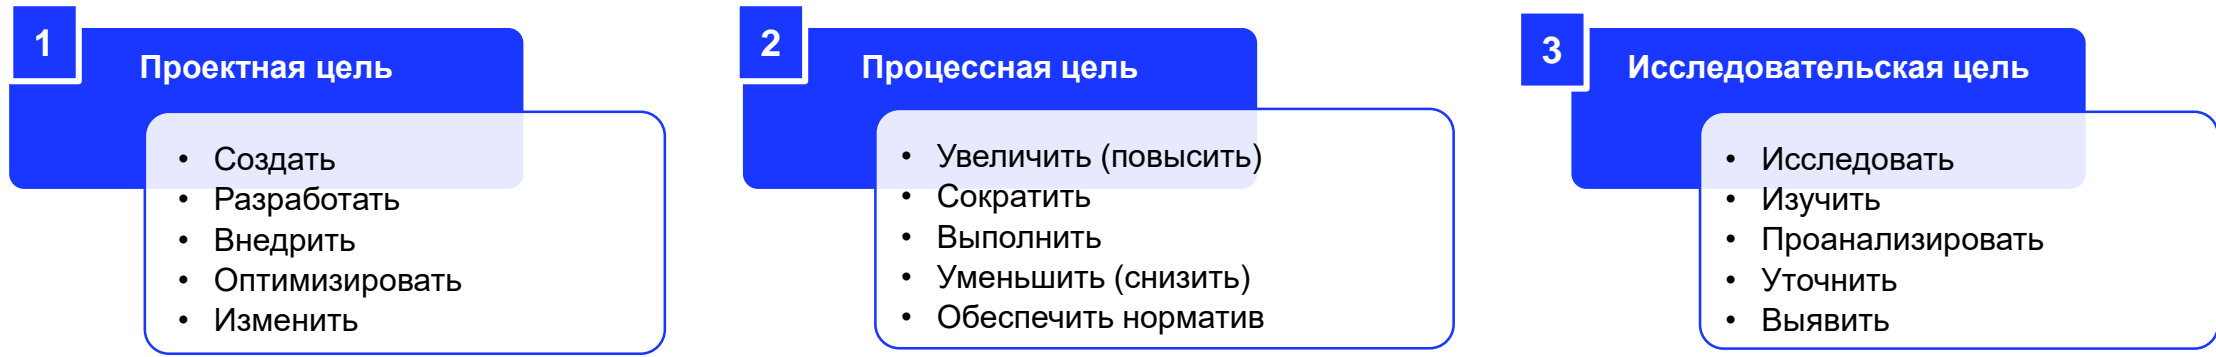 1
Проектная цель
• Создать
• Разработать
• Внедрить
• Оптимизировать
• Изменить
2
Процессная цель
• Увеличить (повысить)
• Сократить
• Выполнить
• Уменьшить (снизить)
• Обеспечить норматив
3
Исследовательская цель
• Исследовать
• Изучить
• Проанализировать
• Уточнить
• Выявить